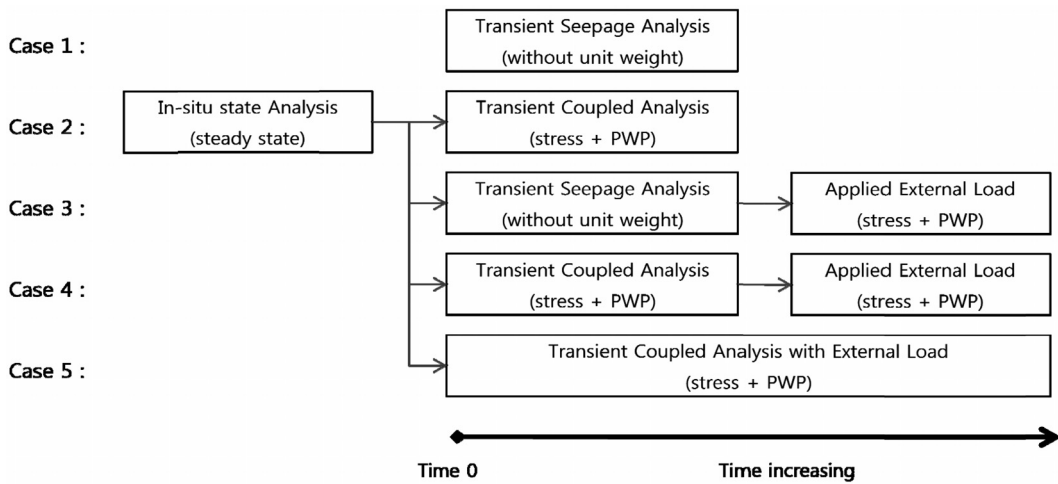 Case 1 :
Transient Seepage Analysis
(without unit weight)
Case 2 :
In-situ state Analysis
(steady state)
Transient Coupled Analysis
(stress + PWP)
Case 3 :
Transient Seepage Analysis
(without unit weight)
Applied External Load
(stress + PWP)
Case 4 :
Transient Coupled Analysis
(stress + PWP)
Applied External Load
(stress + PWP)
Case 5 :
Transient Coupled Analysis with External Load
(stress + PWP)
Time 0
Time increasing